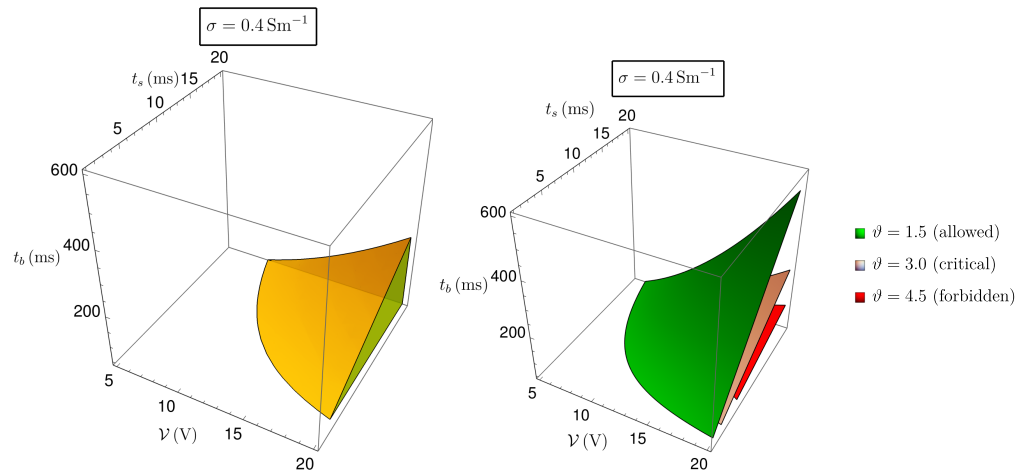 σ = 0.4 Sm⁻¹
20
t_s (ms) 15
10
5
600
400
t_b (ms)
200
5
10
15
20
𝒱 (V)
σ = 0.4 Sm⁻¹
t_s (ms)
20
15
10
5
600
400
t_b (ms)
200
5
10
15
20
𝒱 (V)
ϑ = 1.5 (allowed)
ϑ = 3.0 (critical)
ϑ = 4.5 (forbidden)